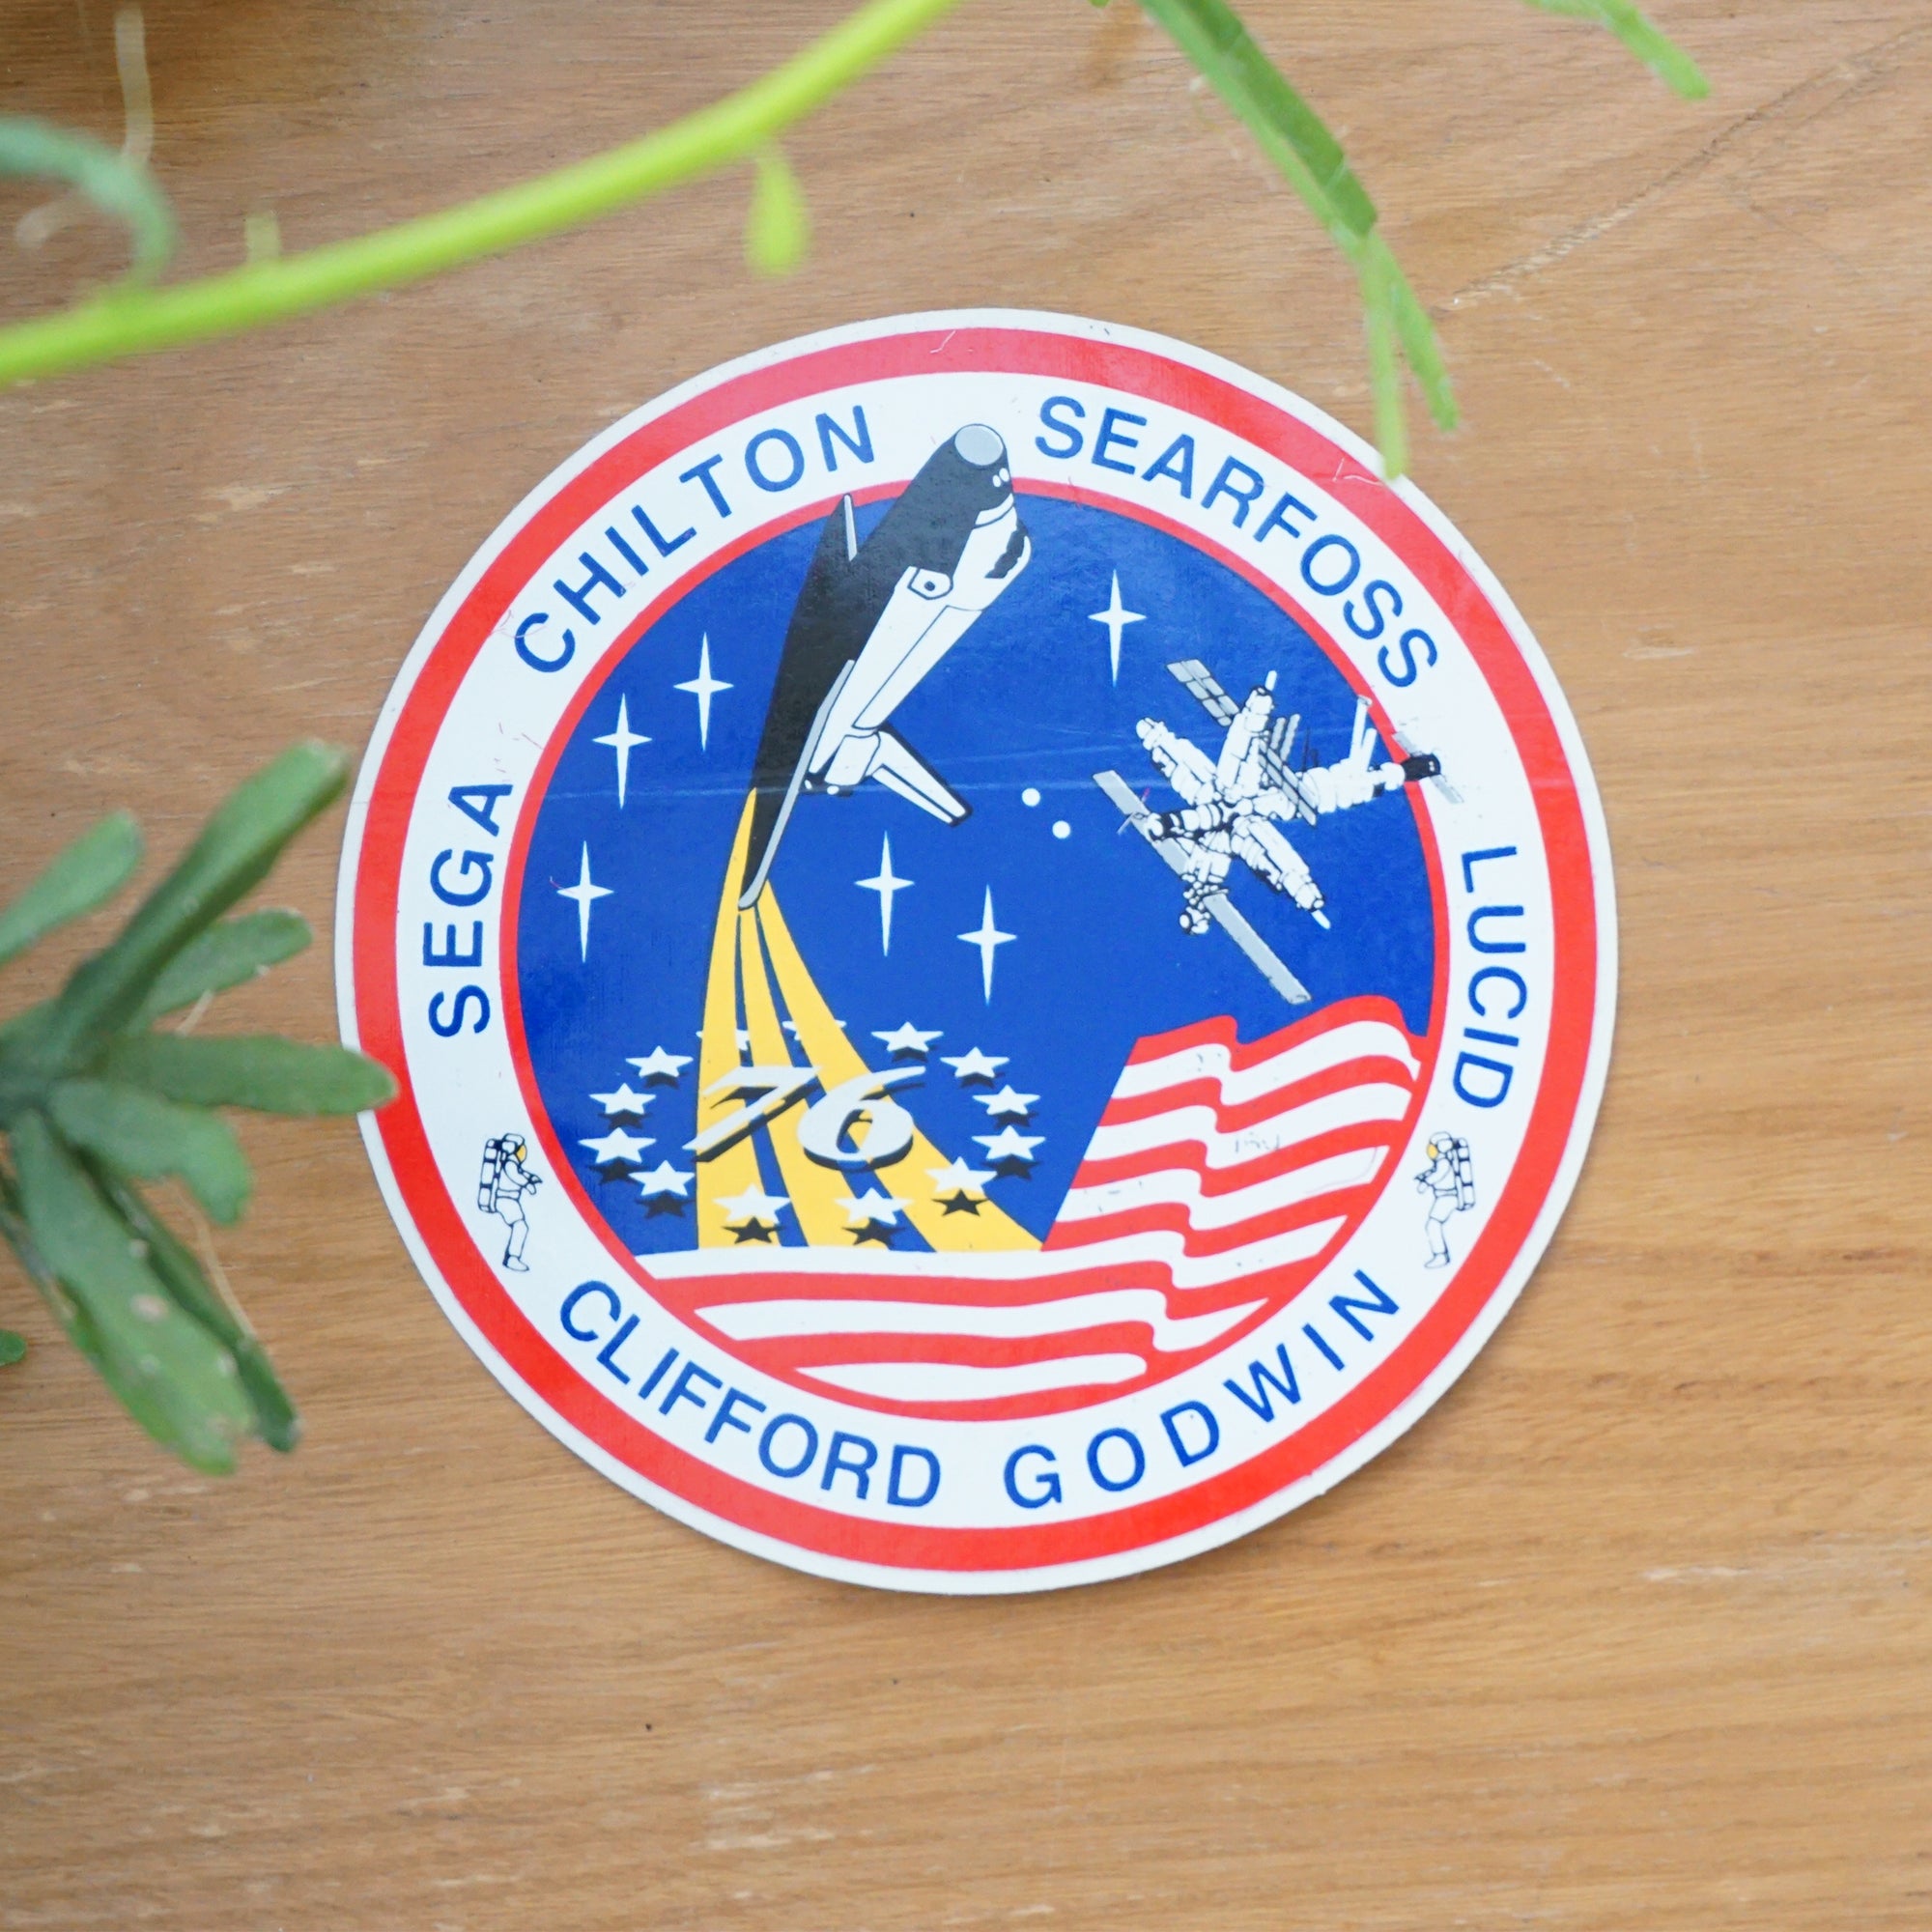 CHILTON
SEARFOSS
LUCID
GODWIN
CLIFFORD
SEGA
76